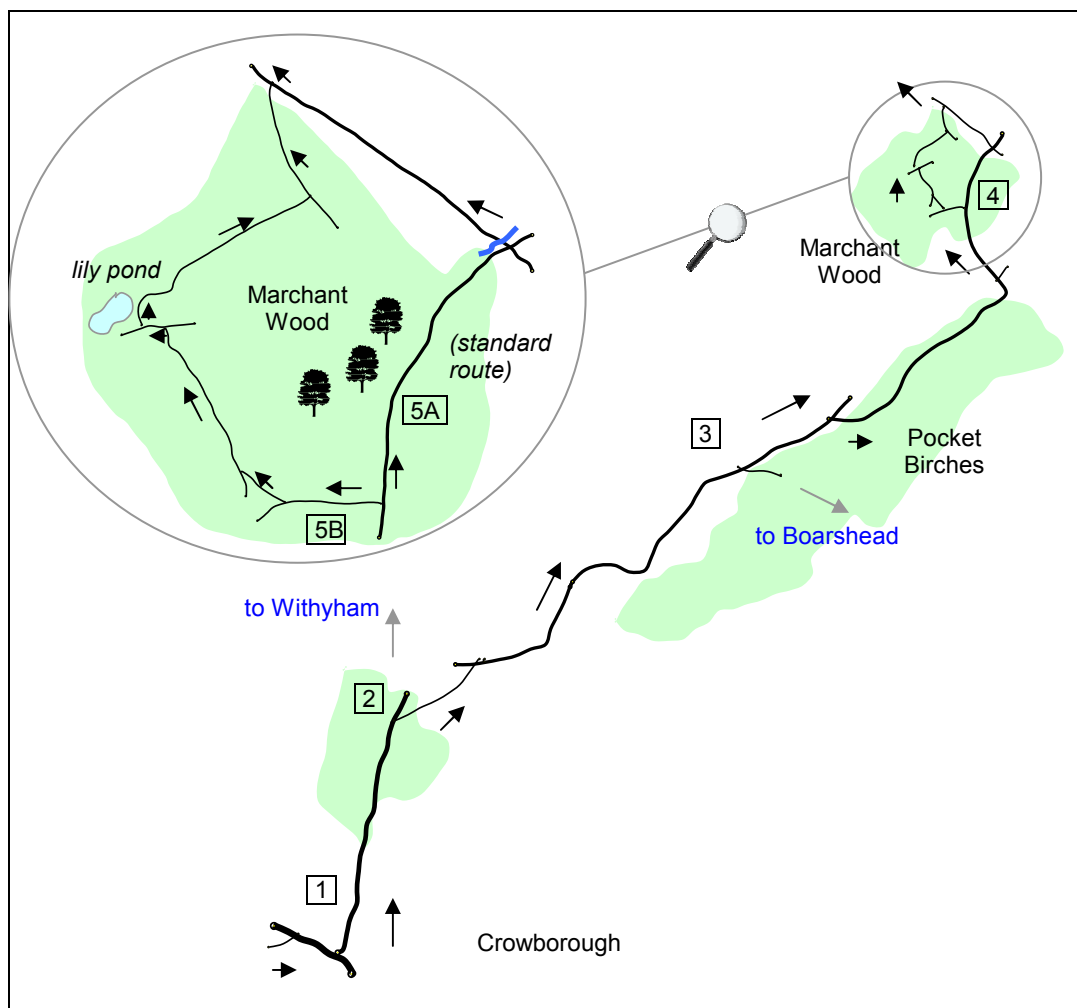 lily pond
Marchant
Wood
(standard
route)
5A
5B
4
Marchant
Wood
3
Pocket
Birches
to Boarshead
to Withyham
2
1
Crowborough